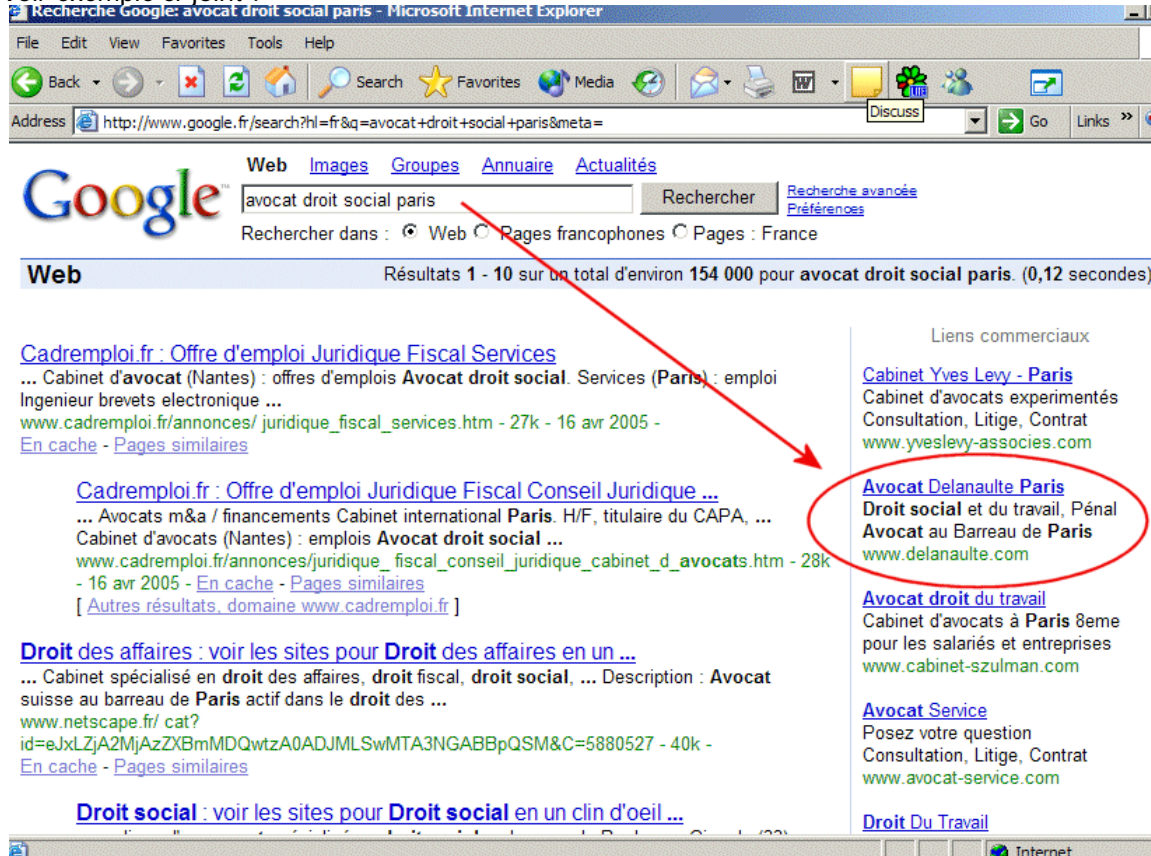 Recherche Google: avocat droit social paris - Microsoft Internet Explorer
File Edit View Favorites Tools Help
Back Search Favorites Media
Discuss
Address http://www.google.fr/search?hl=fr&q=avocat+droit+social+paris&meta= Go Links »
Web Images Groupes Annuaire Actualités
Google™
avocat droit social paris Rechercher Recherche avancée
Préférences
Rechercher dans : Web Pages francophones Pages : France
Web Résultats 1 - 10 sur un total d'environ 154 000 pour avocat droit social paris. (0,12 secondes)
Cadremploi.fr : Offre d'emploi Juridique Fiscal Services
... Cabinet d'avocat (Nantes) : offres d'emplois Avocat droit social. Services (Paris) : emploi
Ingenieur brevets electronique ...
www.cadremploi.fr/annonces/ juridique_fiscal_services.htm - 27k - 16 avr 2005 -
En cache - Pages similaires
Cadremploi.fr : Offre d'emploi Juridique Fiscal Conseil Juridique ...
... Avocats m&a / financements Cabinet international Paris. H/F, titulaire du CAPA, ...
Cabinet d'avocats (Nantes) : emplois Avocat droit social ...
www.cadremploi.fr/annonces/juridique_ fiscal_conseil_juridique_cabinet_d_avocats.htm - 28k
- 16 avr 2005 - En cache - Pages similaires
[ Autres résultats, domaine www.cadremploi.fr ]
Droit des affaires : voir les sites pour Droit des affaires en un ...
... Cabinet spécialisé en droit des affaires, droit fiscal, droit social, ... Description : Avocat
suisse au barreau de Paris actif dans le droit des ...
www.netscape.fr/ cat?
id=eJxLZjA2MjAzZXBmMDQwtzA0ADJMLSwMTA3NGABBpQSM&C=5880527 - 40k -
En cache - Pages similaires
Droit social : voir les sites pour Droit social en un clin d'oeil ...
Liens commerciaux
Cabinet Yves Levy - Paris
Cabinet d'avocats experimentés
Consultation, Litige, Contrat
www.yveslevy-associes.com
Avocat Delanaulte Paris
Droit social et du travail, Pénal
Avocat au Barreau de Paris
www.delanaulte.com
Avocat droit du travail
Cabinet d'avocats à Paris 8eme
pour les salariés et entreprises
www.cabinet-szulman.com
Avocat Service
Posez votre question
Consultation, Litige, Contrat
www.avocat-service.com
Droit Du Travail
Internet